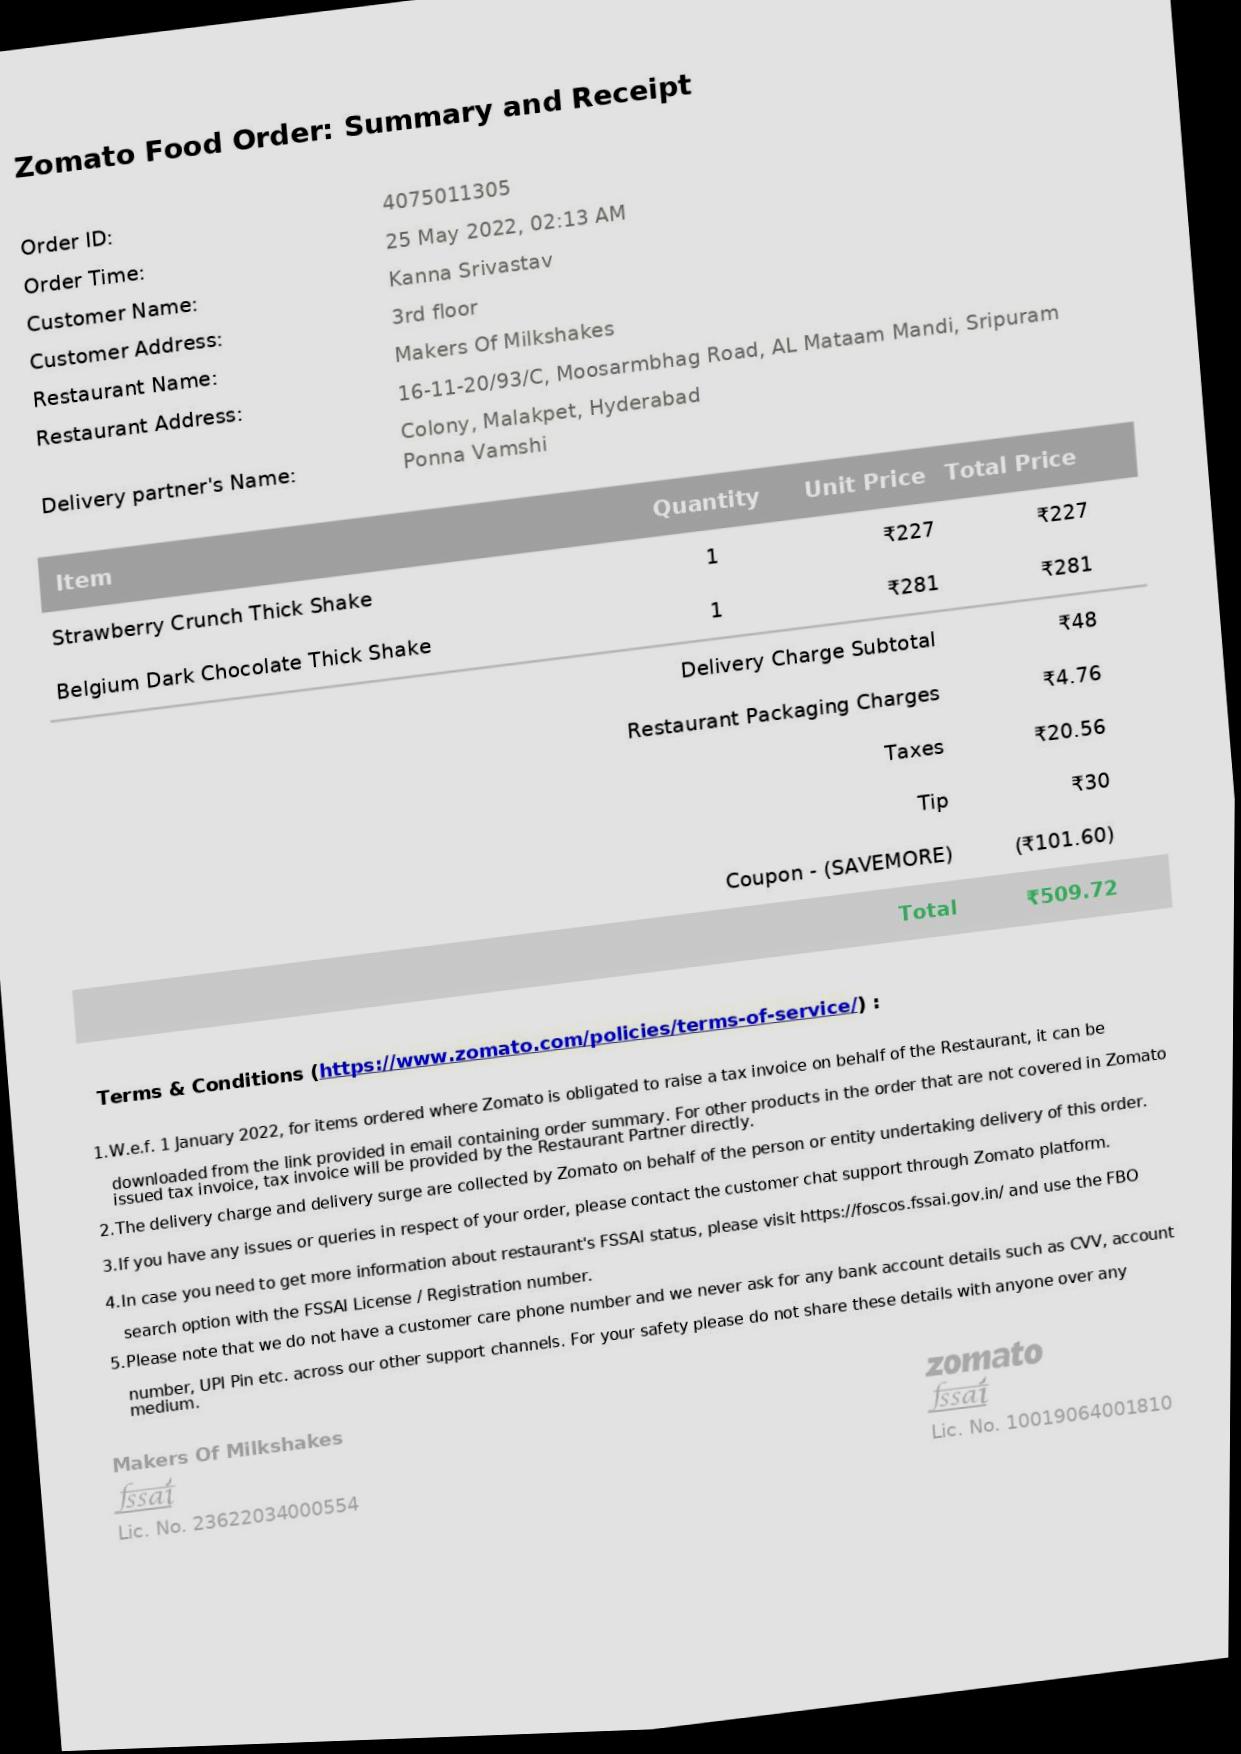 Zomato Food Order: Summary and Receipt
Order ID: 4075011305
Order Time: 25 May 2022, 02:13 AM
Customer Name: Kanna Srivastav
Customer Address: 3rd floor
Restaurant Name: Makers Of Milkshakes
Restaurant Address: 16-11-20/93/C, Moosarmbhag Road, AL Mataam Mandi, Sripuram
Colony, Malakpet, Hyderabad
Delivery partner's Name: Ponna Vamshi
Item Quantity Unit Price Total Price
Strawberry Crunch Thick Shake 1 ₹227 ₹227
Belgium Dark Chocolate Thick Shake 1 ₹281 ₹281
Delivery Charge Subtotal ₹48
Restaurant Packaging Charges ₹4.76
Taxes ₹20.56
Tip ₹30
Coupon - (SAVEMORE) (₹101.60)
Total ₹509.72
Terms & Conditions (https://www.zomato.com/policies/terms-of-service/) :
1.W.e.f. 1 January 2022, for items ordered where Zomato is obligated to raise a tax invoice on behalf of the Restaurant, it can be
downloaded from the link provided in email containing order summary. For other products in the order that are not covered in Zomato
issued tax invoice, tax invoice will be provided by the Restaurant Partner directly.
2.The delivery charge and delivery surge are collected by Zomato on behalf of the person or entity undertaking delivery of this order.
3.If you have any issues or queries in respect of your order, please contact the customer chat support through Zomato platform.
4.In case you need to get more information about restaurant's FSSAI status, please visit https://foscos.fssai.gov.in/ and use the FBO
search option with the FSSAI License / Registration number.
5.Please note that we do not have a customer care phone number and we never ask for any bank account details such as CVV, account
number, UPI Pin etc. across our other support channels. For your safety please do not share these details with anyone over any
medium.
Makers Of Milkshakes
fssai
Lic. No. 23622034000554
zomato
fssai
Lic. No. 10019064001810